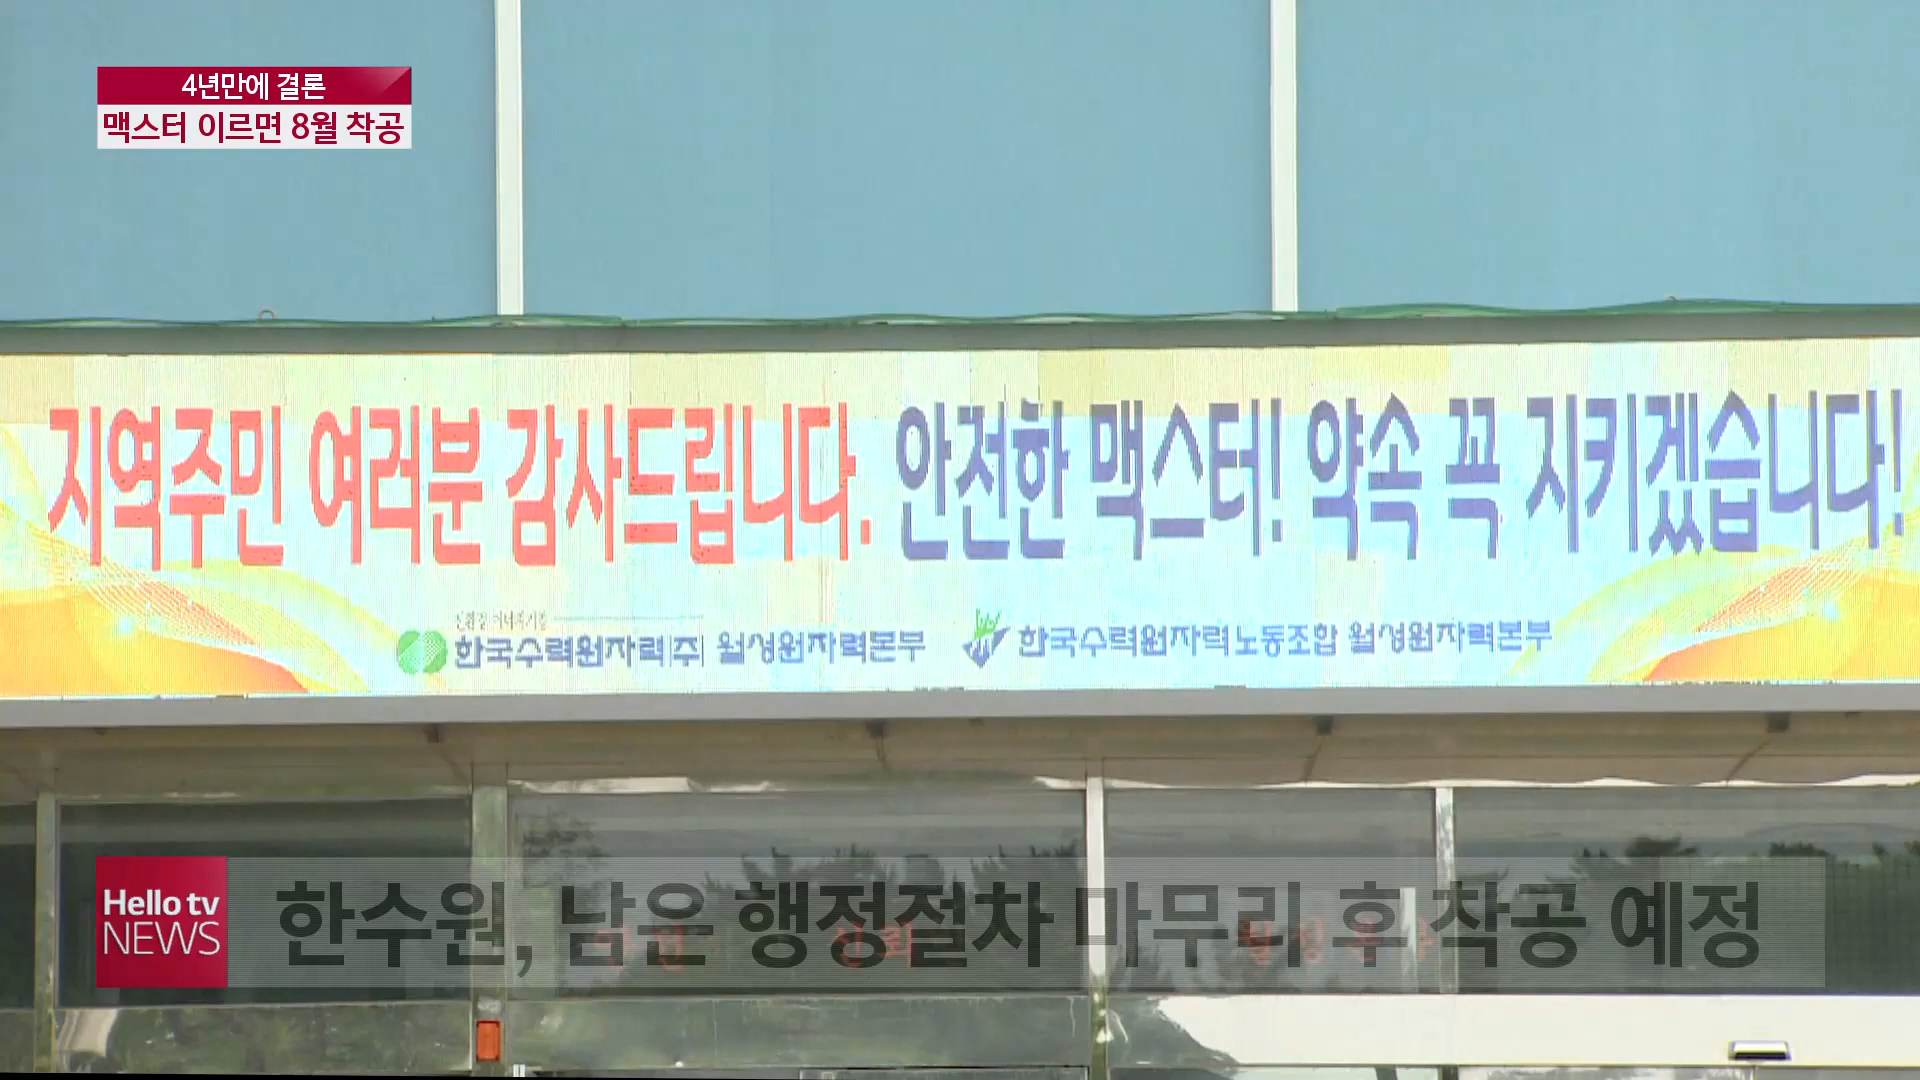 4년만에 결론
맥스터 이르면 8월 착공
지역주민 여러분 감사드립니다. 안전한 맥스터! 약속 꼭 지키겠습니다!
한국수력원자력(주) 월성원자력본부
한국수력원자력노동조합 월성원자력본부
Hello tv
NEWS
한수원, 남은 행정절차 마무리 후 착공 예정